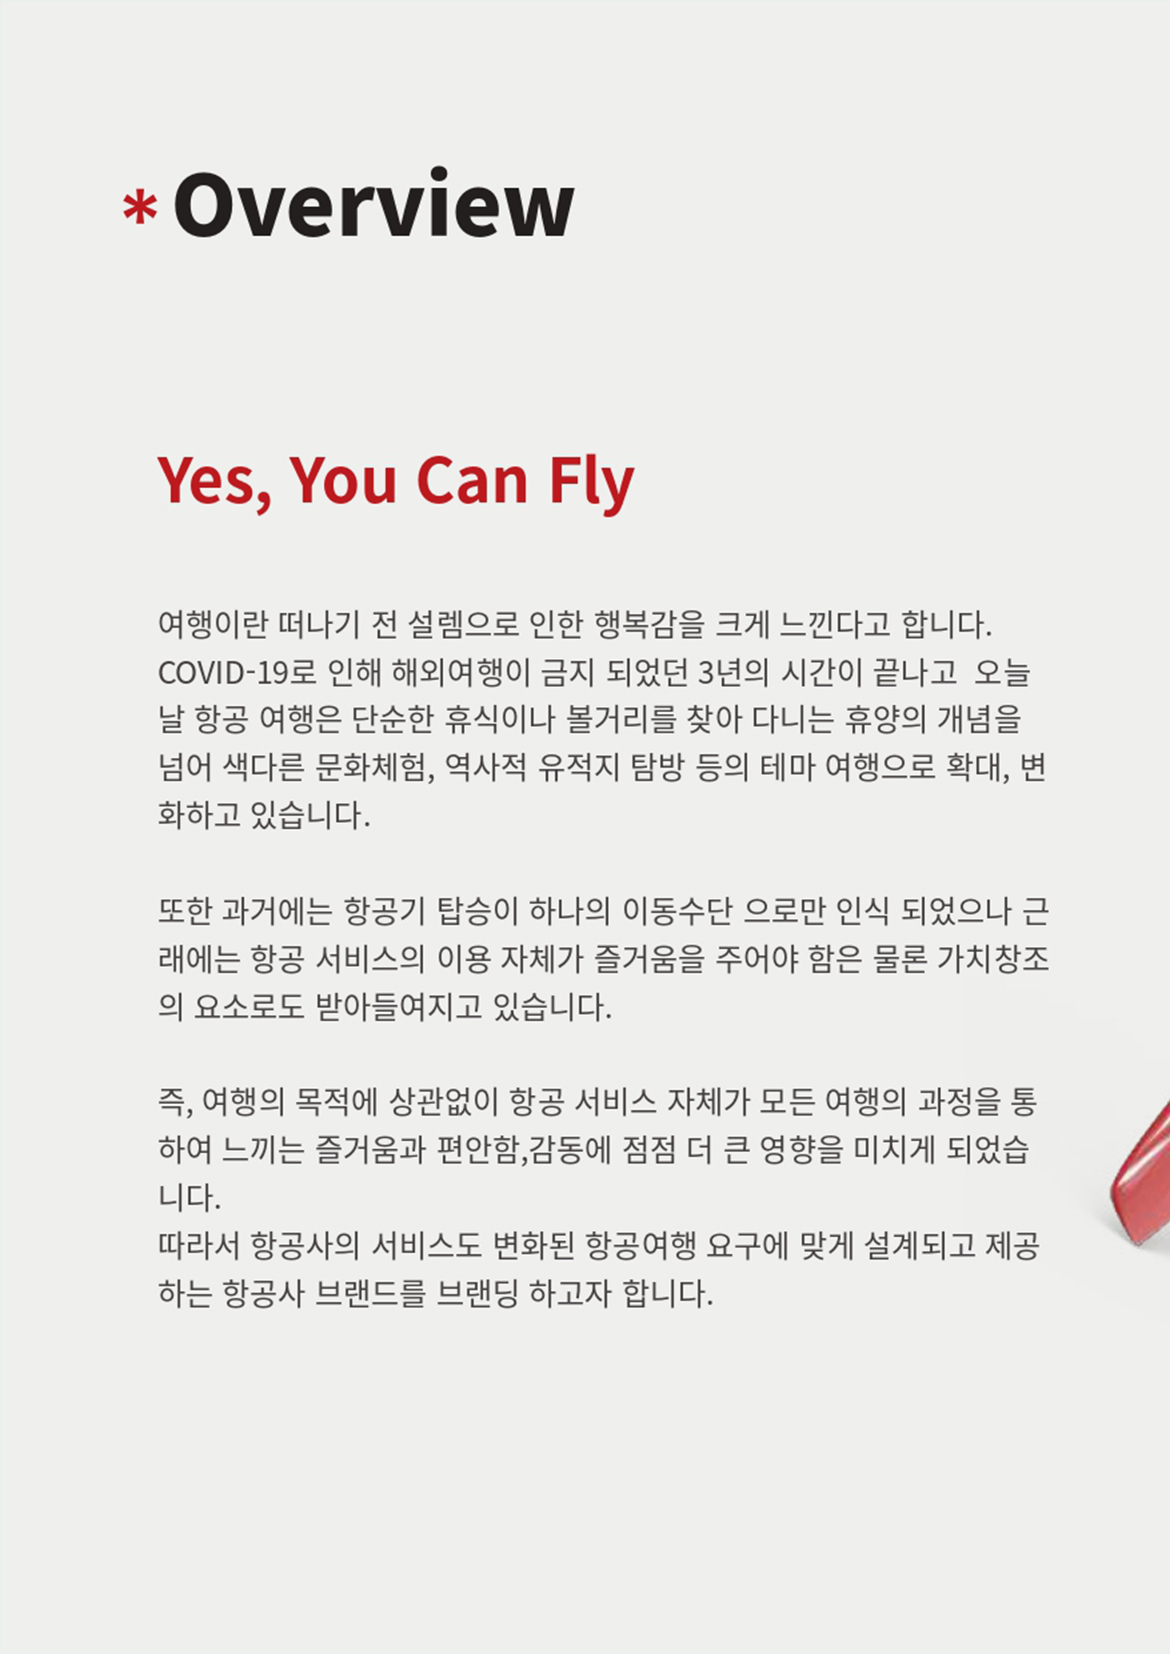 * Overview
Yes, You Can Fly
여행이란 떠나기 전 설렘으로 인한 행복감을 크게 느낀다고 합니다.
COVID-19로 인해 해외여행이 금지 되었던 3년의 시간이 끝나고  오늘
날 항공 여행은 단순한 휴식이나 볼거리를 찾아 다니는 휴양의 개념을
넘어 색다른 문화체험, 역사적 유적지 탐방 등의 테마 여행으로 확대, 변
화하고 있습니다.
또한 과거에는 항공기 탑승이 하나의 이동수단 으로만 인식 되었으나 근
래에는 항공 서비스의 이용 자체가 즐거움을 주어야 함은 물론 가치창조
의 요소로도 받아들여지고 있습니다.
즉, 여행의 목적에 상관없이 항공 서비스 자체가 모든 여행의 과정을 통
하여 느끼는 즐거움과 편안함,감동에 점점 더 큰 영향을 미치게 되었습
니다.
따라서 항공사의 서비스도 변화된 항공여행 요구에 맞게 설계되고 제공
하는 항공사 브랜드를 브랜딩 하고자 합니다.